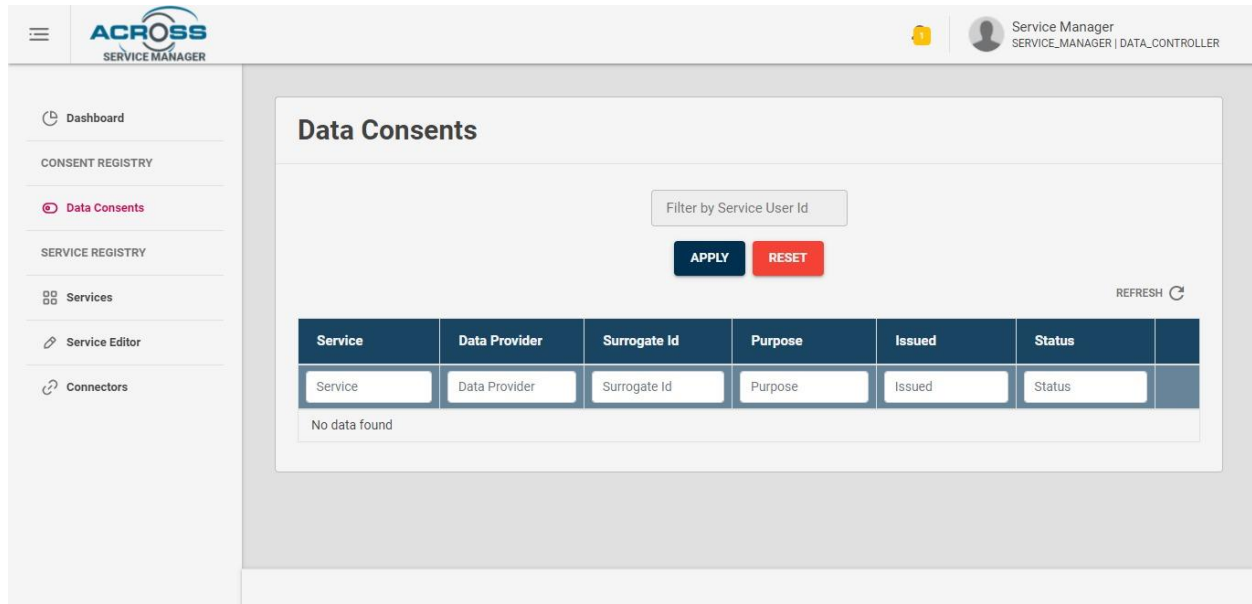 ACROSS
SERVICE MANAGER
1
Service Manager
SERVICE_MANAGER | DATA_CONTROLLER
Dashboard
CONSENT REGISTRY
Data Consents
SERVICE REGISTRY
Services
Service Editor
Connectors
Data Consents
Filter by Service User Id
APPLY RESET
REFRESH
Service Data Provider Surrogate Id Purpose Issued Status
Service Data Provider Surrogate Id Purpose Issued Status
No data found